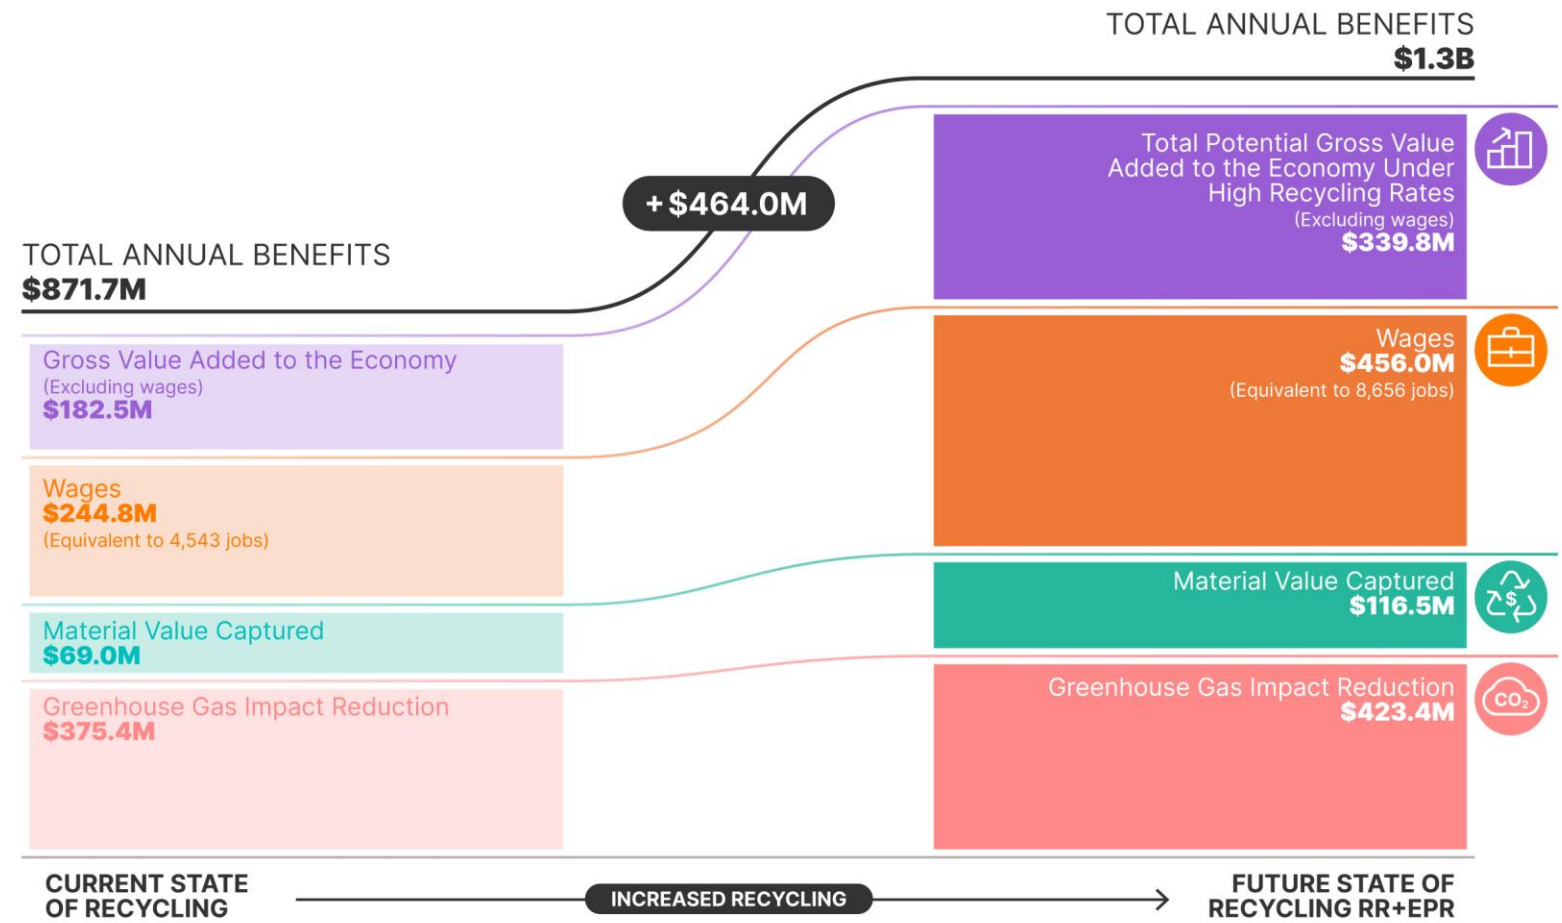 TOTAL ANNUAL BENEFITS
$871.7M
Gross Value Added to the Economy
(Excluding wages)
$182.5M
Wages
$244.8M
(Equivalent to 4,543 jobs)
Material Value Captured
$69.0M
Greenhouse Gas Impact Reduction
$375.4M
CURRENT STATE
OF RECYCLING
+$464.0M
INCREASED RECYCLING
TOTAL ANNUAL BENEFITS
$1.3B
Total Potential Gross Value
Added to the Economy Under
High Recycling Rates
(Excluding wages)
$339.8M
Wages
$456.0M
(Equivalent to 8,656 jobs)
Material Value Captured
$116.5M
$
Greenhouse Gas Impact Reduction
$423.4M
CO₂
FUTURE STATE OF
RECYCLING RR+EPR